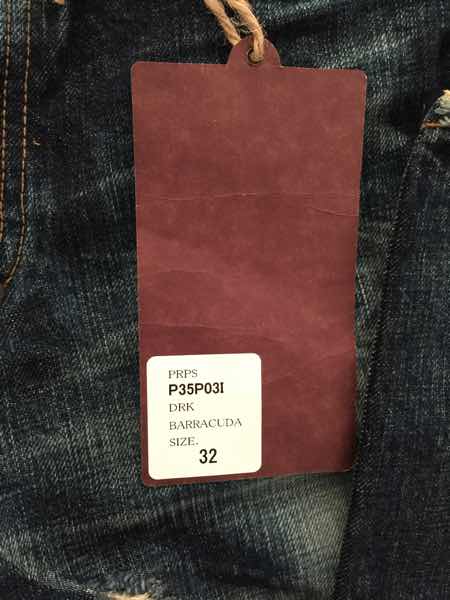 PRPS
P35P03I
DRK
BARRACUDA
SIZE.
32